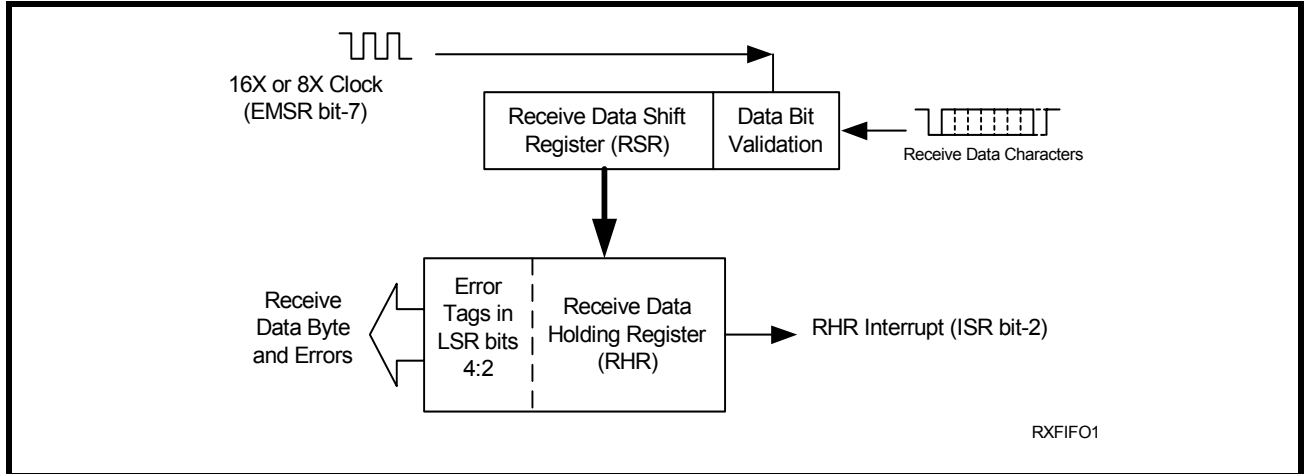 16X or 8X Clock
(EMSR bit-7)
Receive Data Shift
Register (RSR)
Data Bit
Validation
Receive Data Characters
Receive
Data Byte
and Errors
Error
Tags in
LSR bits
4:2
Receive Data
Holding Register
(RHR)
RHR Interrupt (ISR bit-2)
RXFIFO1